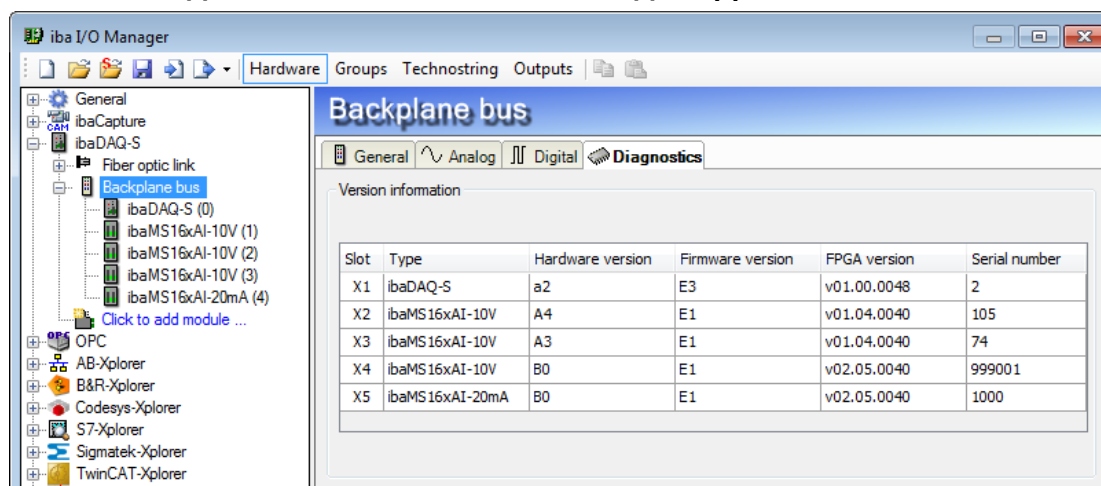 iba I/O Manager
Hardware Groups Technostring Outputs
General
ibaCapture
CAM
ibaDAQ-S
Fiber optic link
Backplane bus
ibaDAQ-S (0)
ibaMS16xAI-10V (1)
ibaMS16xAI-10V (2)
ibaMS16xAI-10V (3)
ibaMS16xAI-20mA (4)
Click to add module ...
OPC OPC
AB-Xplorer
B&R-Xplorer
Codesys-Xplorer
S7-Xplorer
Sigmatek-Xplorer
TwinCAT-Xplorer
Backplane bus
General Analog Digital Diagnostics
Version information
Slot Type Hardware version Firmware version FPGA version Serial number
X1 ibaDAQ-S a2 E3 v01.00.0048 2
X2 ibaMS16xAI-10V A4 E1 v01.04.0040 105
X3 ibaMS16xAI-10V A3 E1 v01.04.0040 74
X4 ibaMS16xAI-10V B0 E1 v02.05.0040 999001
X5 ibaMS16xAI-20mA B0 E1 v02.05.0040 1000